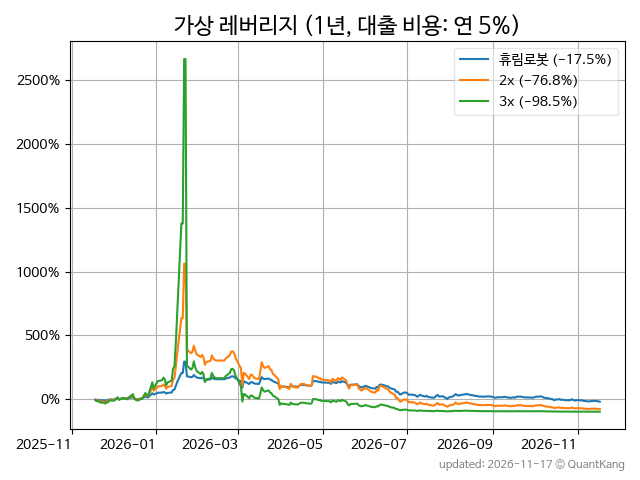 가상 레버리지 (1년, 대출 비용: 연 5%)
휴림로봇 (-17.5%)
2x (-76.8%)
3x (-98.5%)
2500%
2000%
1500%
1000%
500%
0%
2025-11 2026-01 2026-03 2026-05 2026-07 2026-09 2026-11
updated: 2026-11-17 © QuantKang